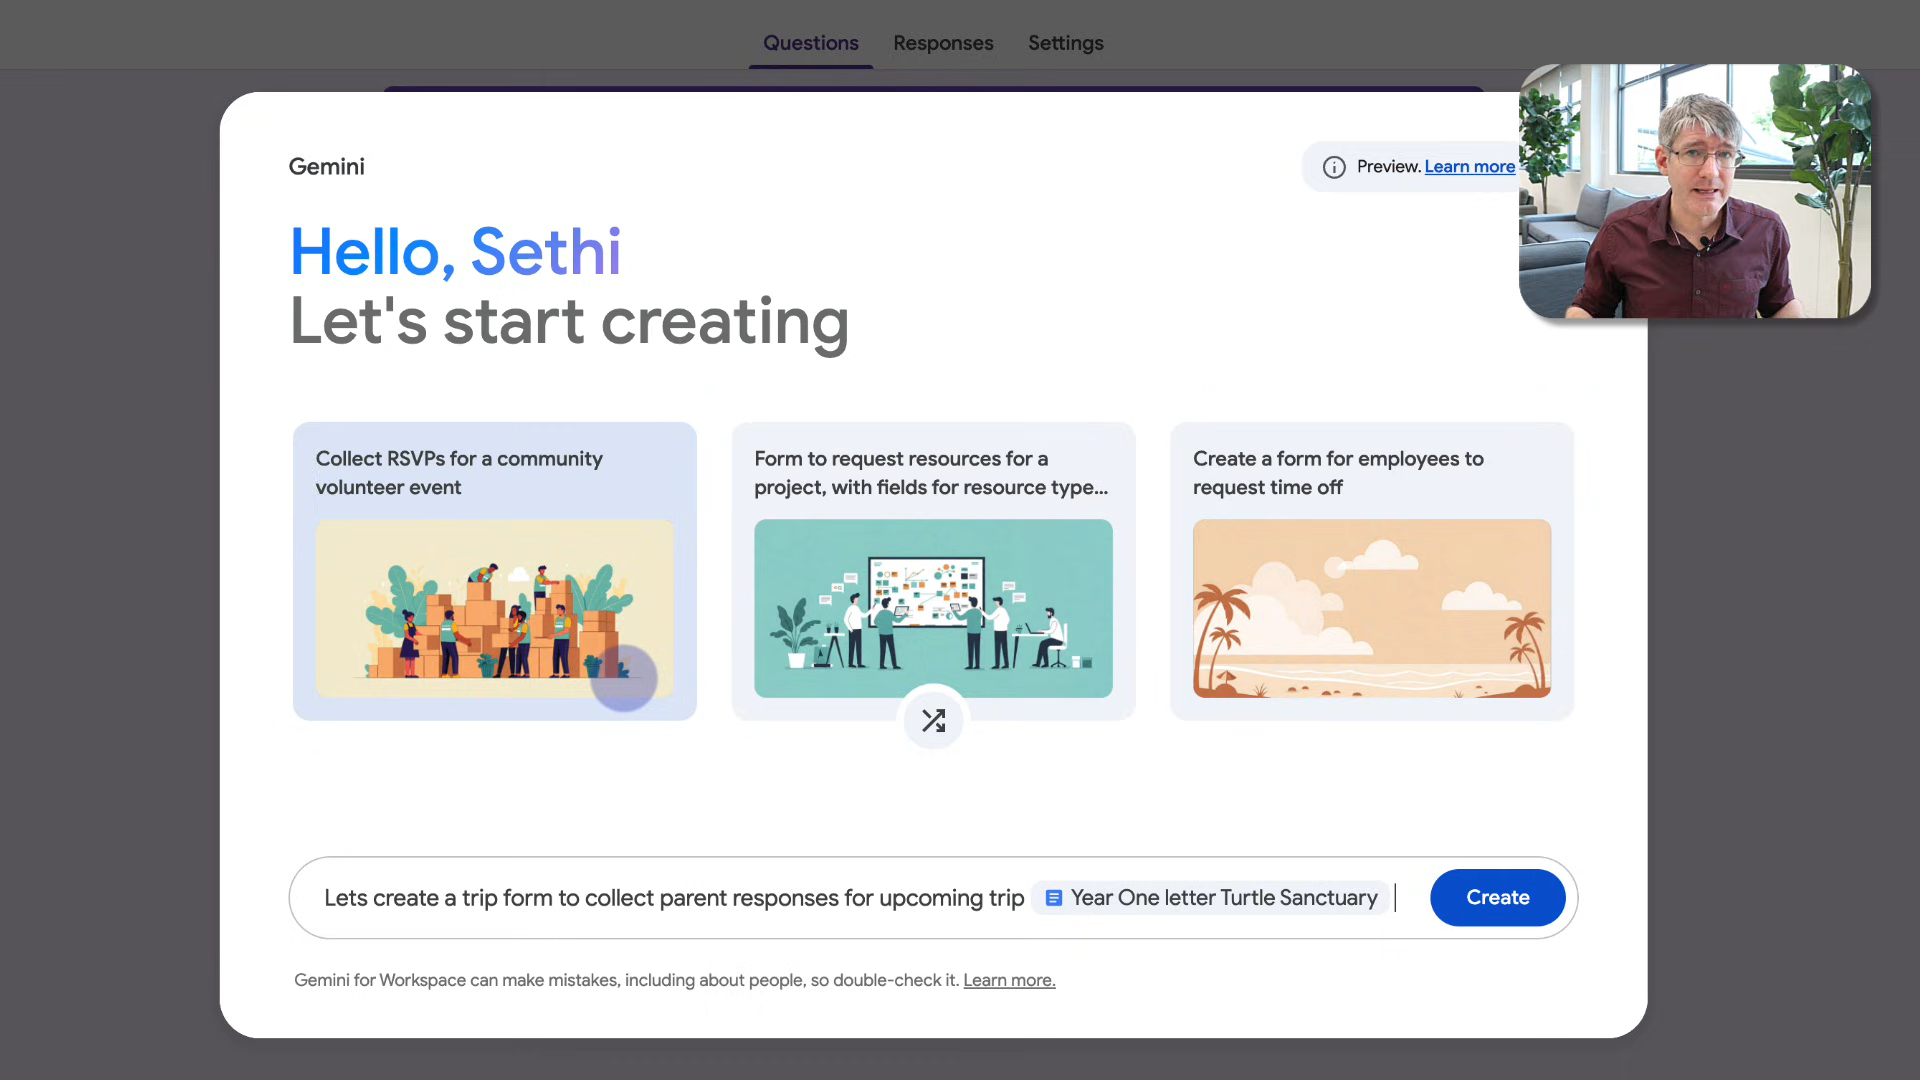 Questions Responses Settings
Gemini
Preview. Learn more
Hello, Sethi
Let's start creating
Collect RSVPs for a community
volunteer event
Form to request resources for a
project, with fields for resource type...
Create a form for employees to
request time off
Lets create a trip form to collect parent responses for upcoming trip Year One letter Turtle Sanctuary
Create
Gemini for Workspace can make mistakes, including about people, so double-check it. Learn more.